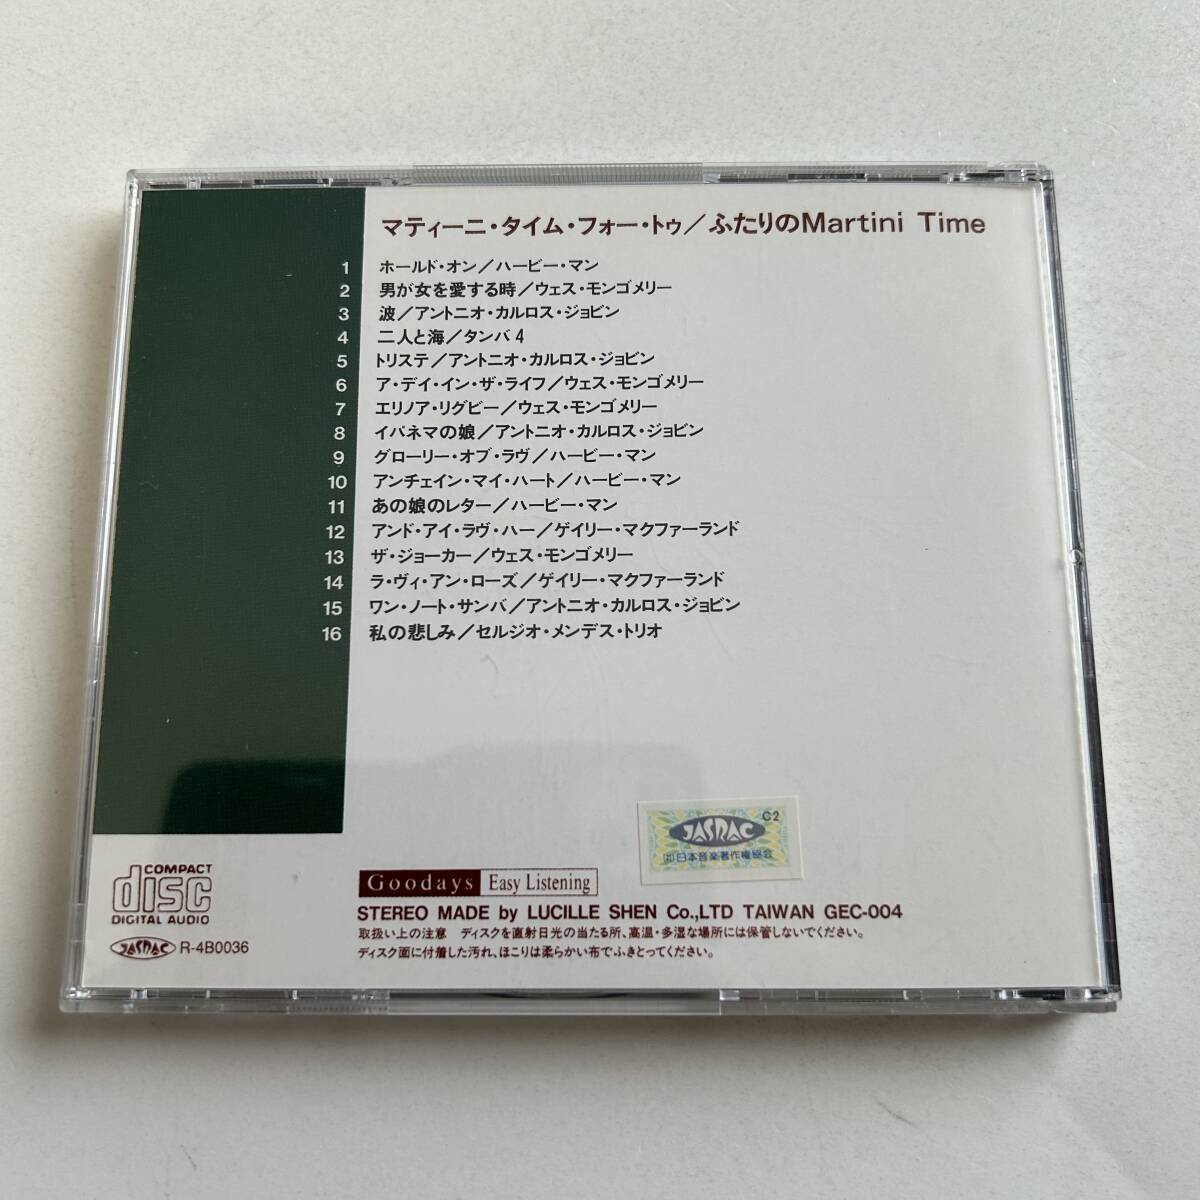 マティーニ・タイム・フォー・トゥ／ふたりのMartini Time
1 ホールド・オン／ハービー・マン
2 男が女を愛する時／ウェス・モンゴメリー
3 波／アントニオ・カルロス・ジョビン
4 二人と海／タンバ 4
5 トリステ／アントニオ・カルロス・ジョビン
6 ア・デイ・イン・ザ・ライフ／ウェス・モンゴメリー
7 エリノア・リグビー／ウェス・モンゴメリー
8 イパネマの娘／アントニオ・カルロス・ジョビン
9 グローリー・オブ・ラヴ／ハービー・マン
10 アンチェイン・マイ・ハート／ハービー・マン
11 あの娘のレター／ハービー・マン
12 アンド・アイ・ラヴ・ハー／ゲイリー・マクファーランド
13 ザ・ジョーカー／ウェス・モンゴメリー
14 ラ・ヴィ・アン・ローズ／ゲイリー・マクファーランド
15 ワン・ノート・サンバ／アントニオ・カルロス・ジョビン
16 私の悲しみ／セルジオ・メンデス・トリオ
C2
JASRAC
㈳日本音楽著作権協会
COMPACT
disc
DIGITAL AUDIO
Goodays Easy Listening
STEREO MADE by LUCILLE SHEN Co.,LTD TAIWAN GEC-004
取扱い上の注意 ディスクを直射日光の当たる所、高温・多湿な場所には保管しないでください。
ディスク面に付着した汚れ、ほこりは柔らかい布でふきとってください。
JASRAC R-4B0036